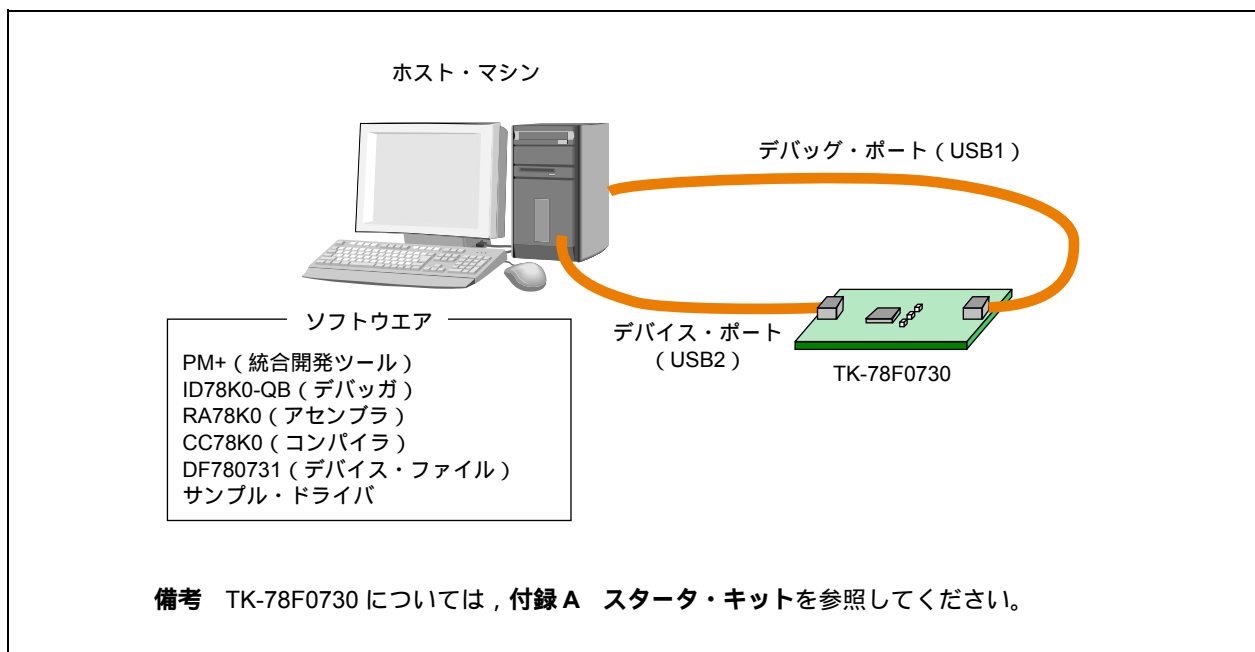 ホスト・マシン
デバッグ・ポート(USB1)
デバイス・ポート
(USB2)
TK-78F0730
ソフトウエア
PM+(統合開発ツール)
ID78K0-QB(デバッガ)
RA78K0(アセンブラ)
CC78K0(コンパイラ)
DF780731(デバイス・ファイル)
サンプル・ドライバ
備考 TK-78F0730 については,付録 A スタータ・キットを参照してください。